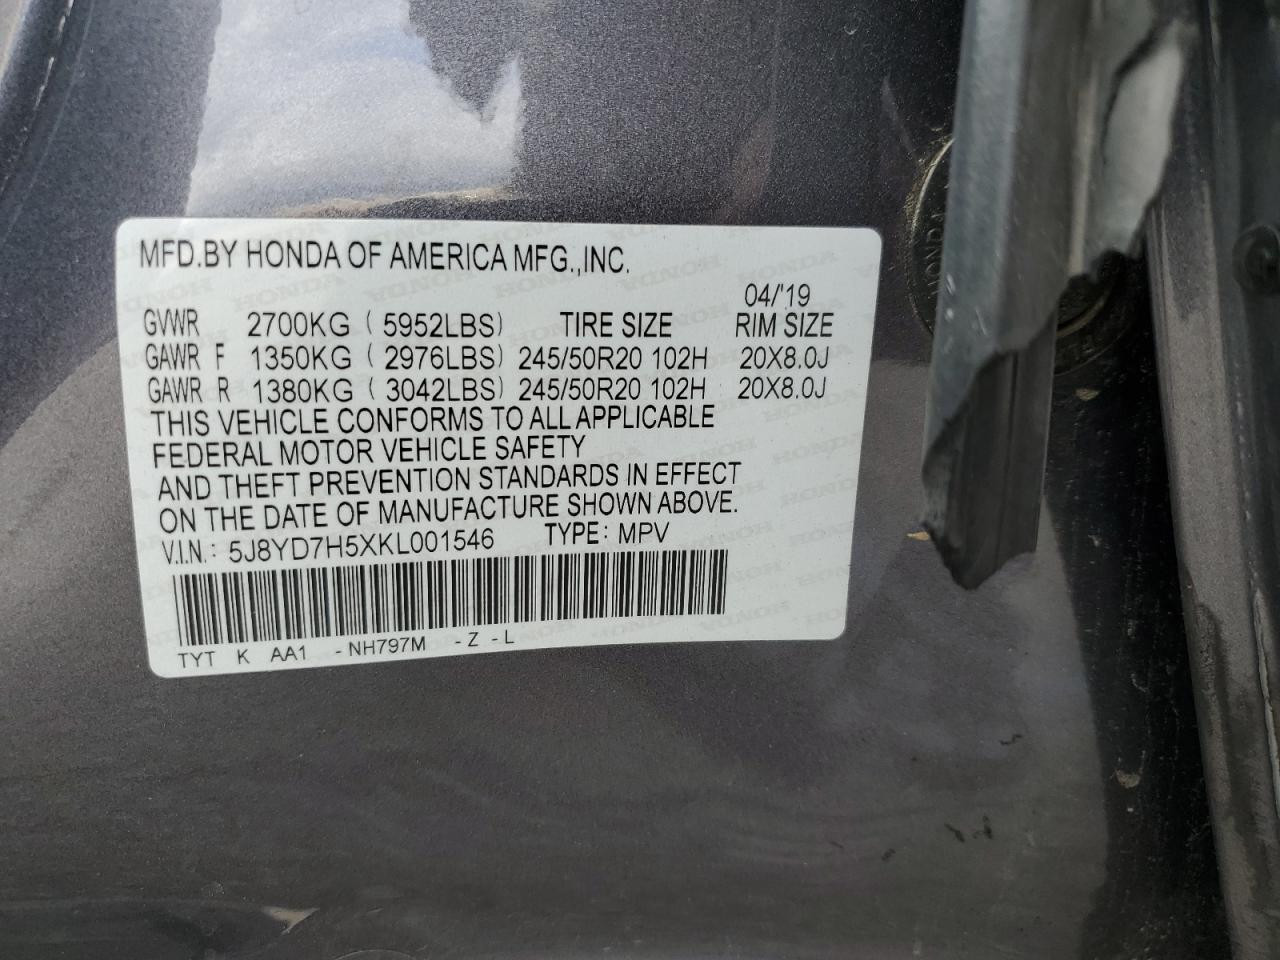 MFD.BY HONDA OF AMERICA MFG.,INC.
04/'19
GVWR 2700KG ( 5952LBS) TIRE SIZE RIM SIZE
GAWR F 1350KG ( 2976LBS) 245/50R20 102H 20X8.0J
GAWR R 1380KG ( 3042LBS) 245/50R20 102H 20X8.0J
THIS VEHICLE CONFORMS TO ALL APPLICABLE
FEDERAL MOTOR VEHICLE SAFETY
AND THEFT PREVENTION STANDARDS IN EFFECT
ON THE DATE OF MANUFACTURE SHOWN ABOVE.
V.I.N.: 5J8YD7H5XKL001546 TYPE: MPV
TYT K AA1 -NH797M -Z -L
HONDA